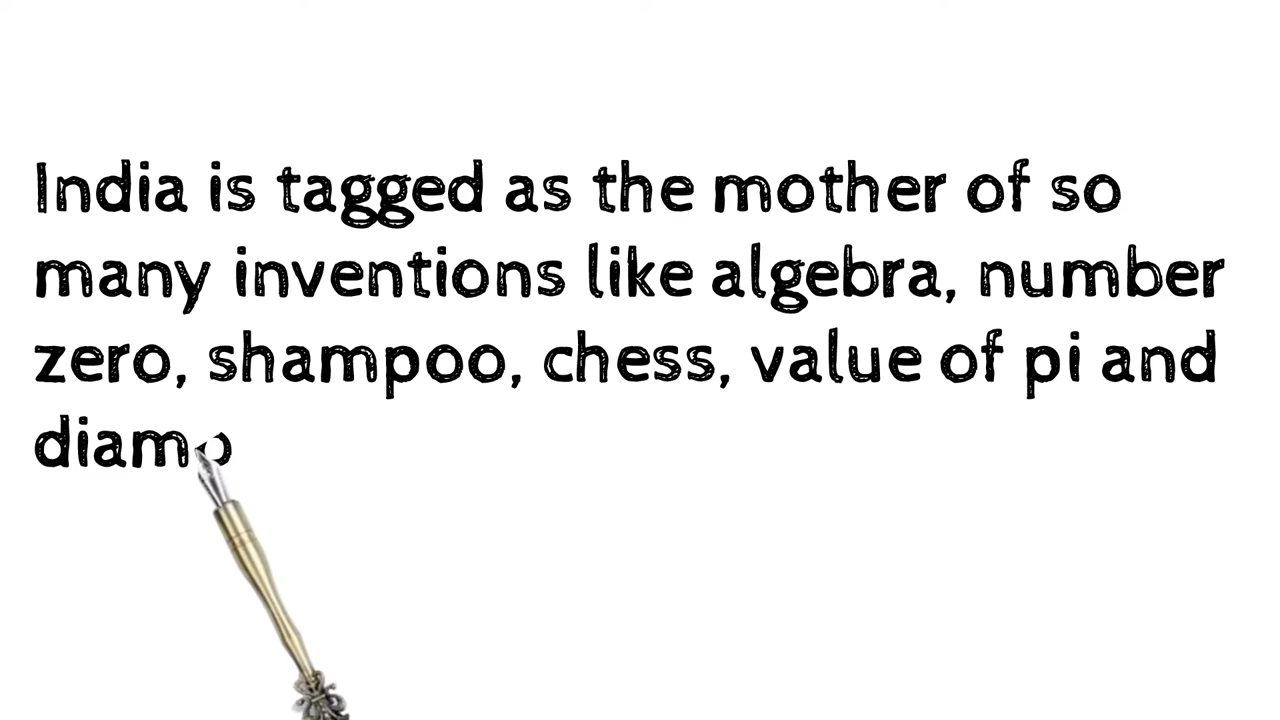 India is tagged as the mother of so
many inventions like algebra, number
zero, shampoo, chess, value of pi and
diamo